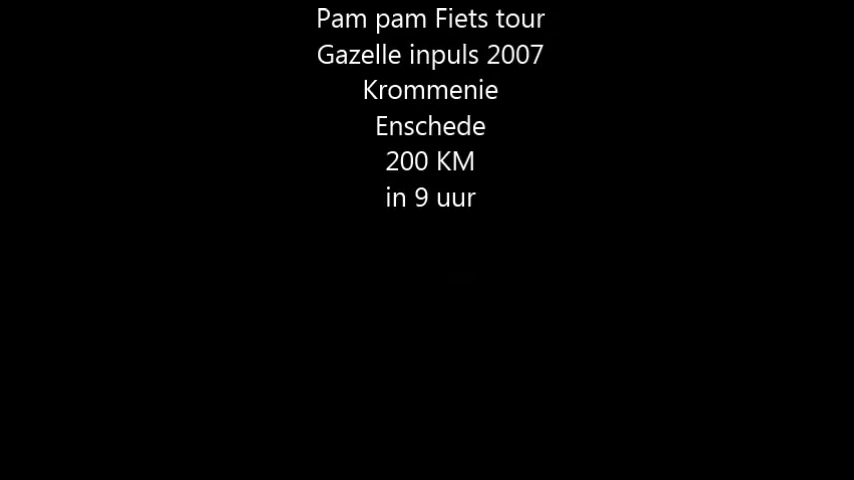 Pam pam Fiets tour
Gazelle inpuls 2007
Krommenie
Enschede
200 KM
in 9 uur